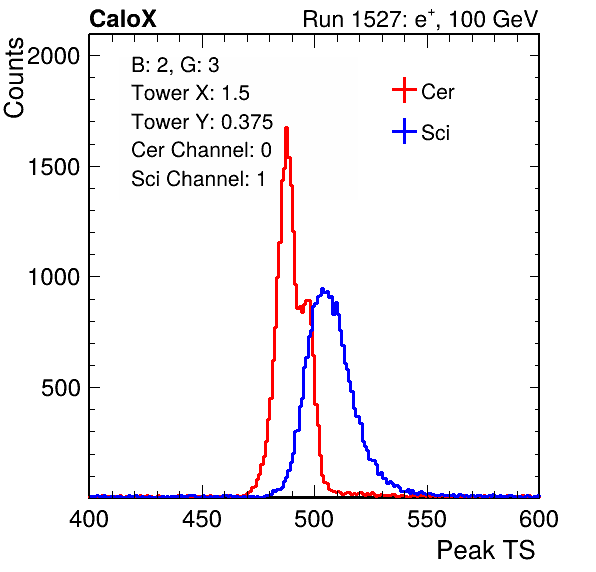 CaloX Run 1527: e+, 100 GeV
Counts
B: 2, G: 3
Tower X: 1.5
Tower Y: 0.375
Cer Channel: 0
Sci Channel: 1
Cer
Sci
2000
1500
1000
500
400 450 500 550 600
Peak TS